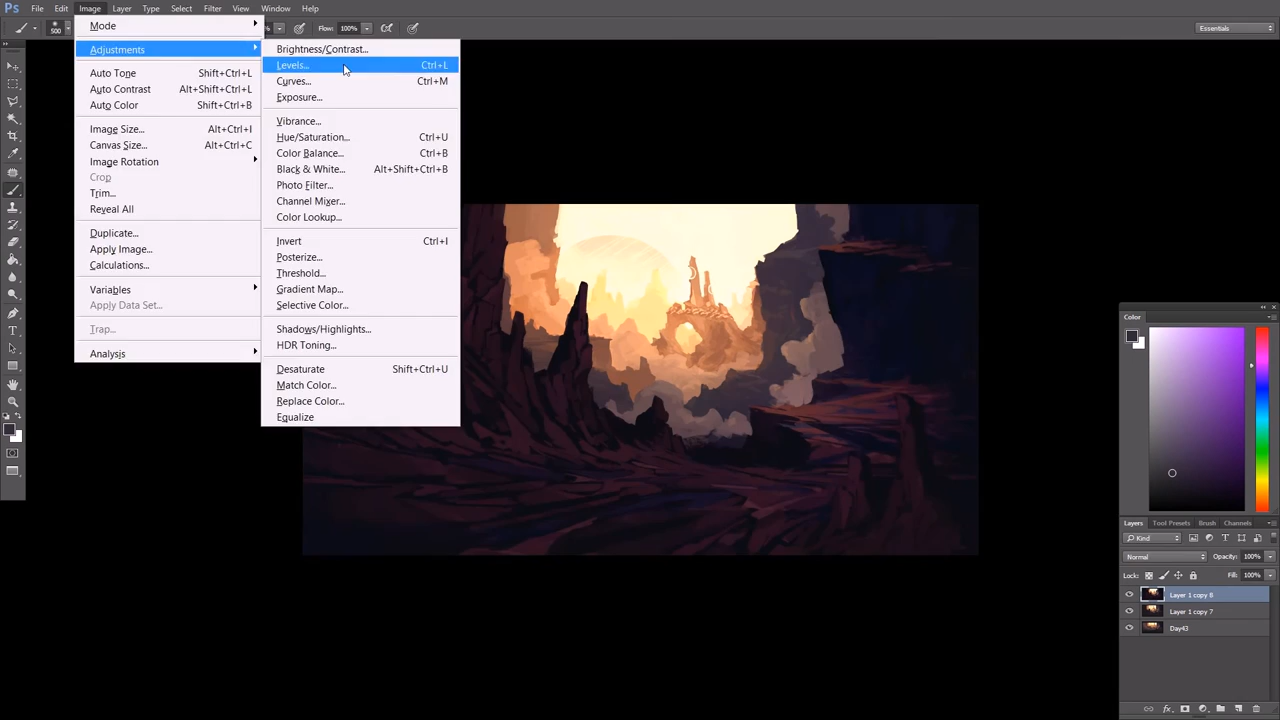 Ps File Edit Image Layer Type Select Filter View Window Help
500 Flow: 100% Essentials
Mode
Adjustments
Auto Tone Shift+Ctrl+L
Auto Contrast Alt+Shift+Ctrl+L
Auto Color Shift+Ctrl+B
Image Size... Alt+Ctrl+I
Canvas Size... Alt+Ctrl+C
Image Rotation
Crop
Trim...
Reveal All
Duplicate...
Apply Image...
Calculations...
Variables
Apply Data Set...
Trap...
Analysis
Brightness/Contrast...
Levels... Ctrl+L
Curves... Ctrl+M
Exposure...
Vibrance...
Hue/Saturation... Ctrl+U
Color Balance... Ctrl+B
Black & White... Alt+Shift+Ctrl+B
Photo Filter...
Channel Mixer...
Color Lookup...
Invert Ctrl+I
Posterize...
Threshold...
Gradient Map...
Selective Color...
Shadows/Highlights...
HDR Toning...
Desaturate Shift+Ctrl+U
Match Color...
Replace Color...
Equalize
Color
Layers Tool Presets Brush Channels
Kind
Normal Opacity: 100%
Lock: Fill: 100%
Layer 1 copy 8
Layer 1 copy 7
Day43